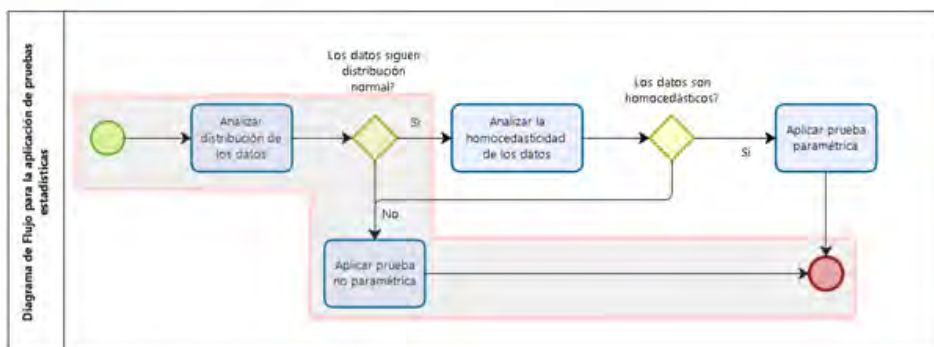 Diagrama de Flujo para la aplicación de pruebas
estadísticas
Analizar
distribución de
los datos
Los datos siguen
distribución
normal?
Si
No
Analizar la
homocedasticidad
de los datos
Los datos son
homocedásticos?
Si
Aplicar prueba
paramétrica
Aplicar prueba
no paramétrica